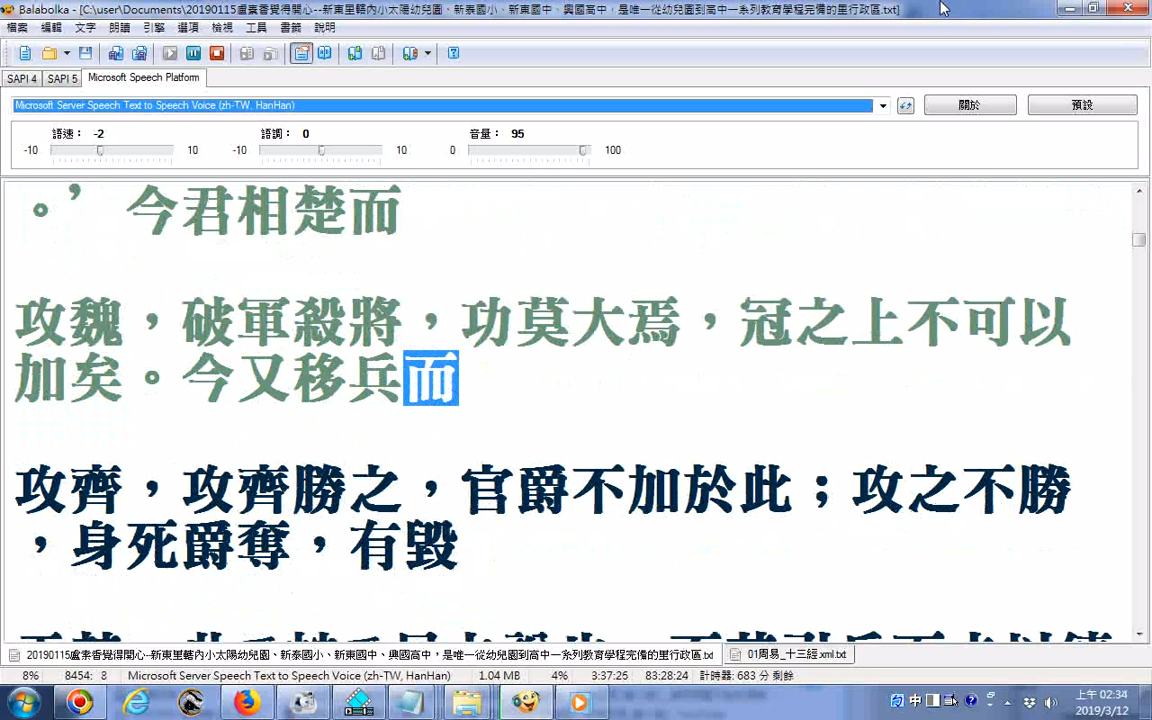 Balabolka - [C:\user\Documents\20190115盧素香覺得開心--新東里轄內小太陽幼兒園、新泰國小、新東國中、興國高中，是唯一從幼兒園到高中一系列教育學程完備的里行政區.txt]
檔案 編輯 文字 朗讀 引擎 選項 檢視 工具 書籤 說明
SAPI 4 SAPI 5 Microsoft Speech Platform
Microsoft Server Speech Text to Speech Voice (zh-TW, HanHan) 關於 預設
語速： -2 語調： 0 音量： 95
-10 10 -10 10 0 100
。’今君相楚而
攻魏，破軍殺將，功莫大焉，冠之上不可以
加矣。今又移兵而
攻齊，攻齊勝之，官爵不加於此；攻之不勝
，身死爵奪，有毀
20190115盧素香覺得開心--新東里轄內小太陽幼兒園、新泰國小、新東國中、興國高中，是唯一從幼兒園到高中一系列教育學程完備的里行政區.txt 01周易_十三經.xml.txt
8% 8454: 8 Microsoft Server Speech Text to Speech Voice (zh-TW, HanHan) 1.04 MB 4% 3:37:25 83:28:24 計時器: 683 分 剩餘
中 上午 02:34
2019/3/12